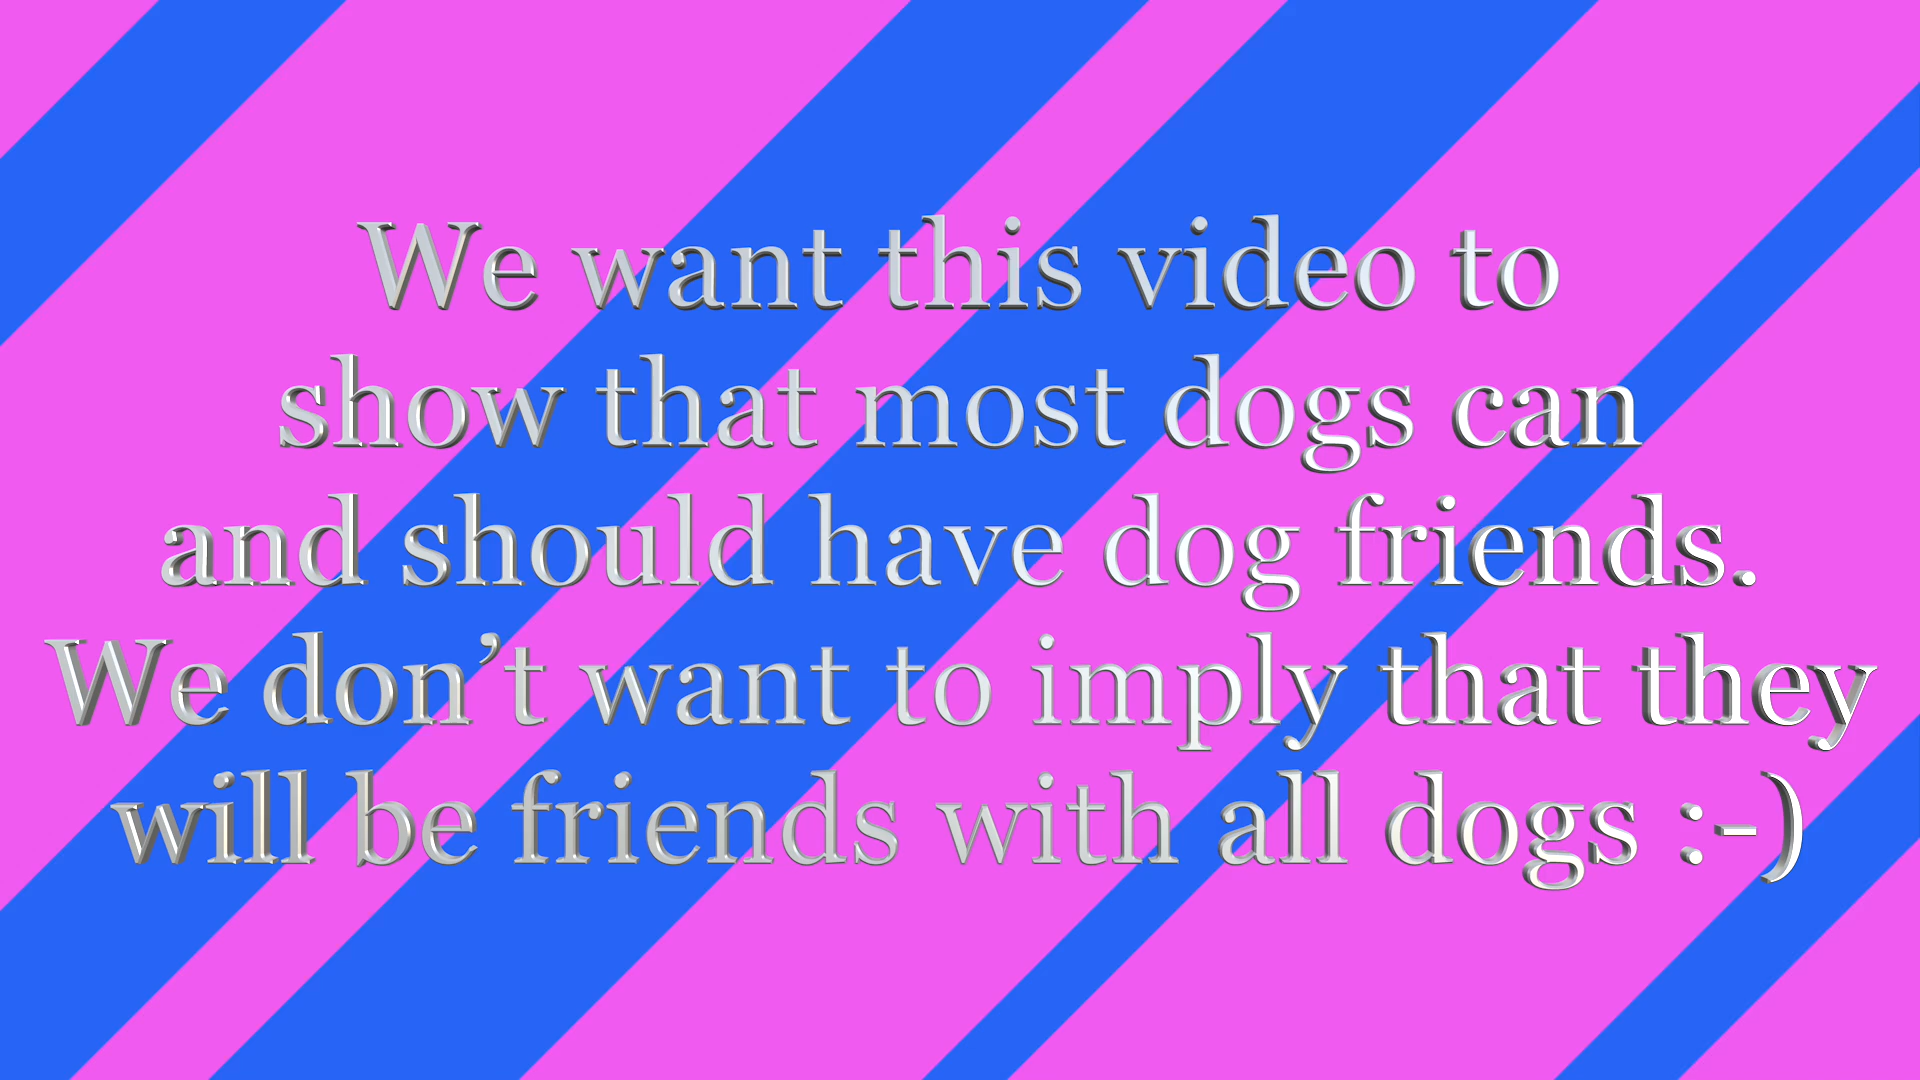 We want this video to
show that most dogs can
and should have dog friends.
We don’t want to imply that they
will be friends with all dogs :-)